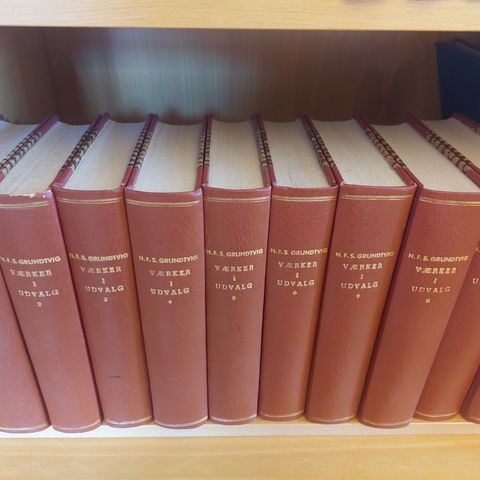 N. F. S. GRUNDTVIG
VÆRKER
I
UDVALG
2
N. F. S. GRUNDTVIG
VÆRKER
I
UDVALG
3
N. F. S. GRUNDTVIG
VÆRKER
I
UDVALG
4
N. F. S. GRUNDTVIG
VÆRKER
I
UDVALG
5
N. F. S. GRUNDTVIG
VÆRKER
I
UDVALG
6
N. F. S. GRUNDTVIG
VÆRKER
I
UDVALG
7
N. F. S. GRUNDTVIG
VÆRKER
I
UDVALG
8